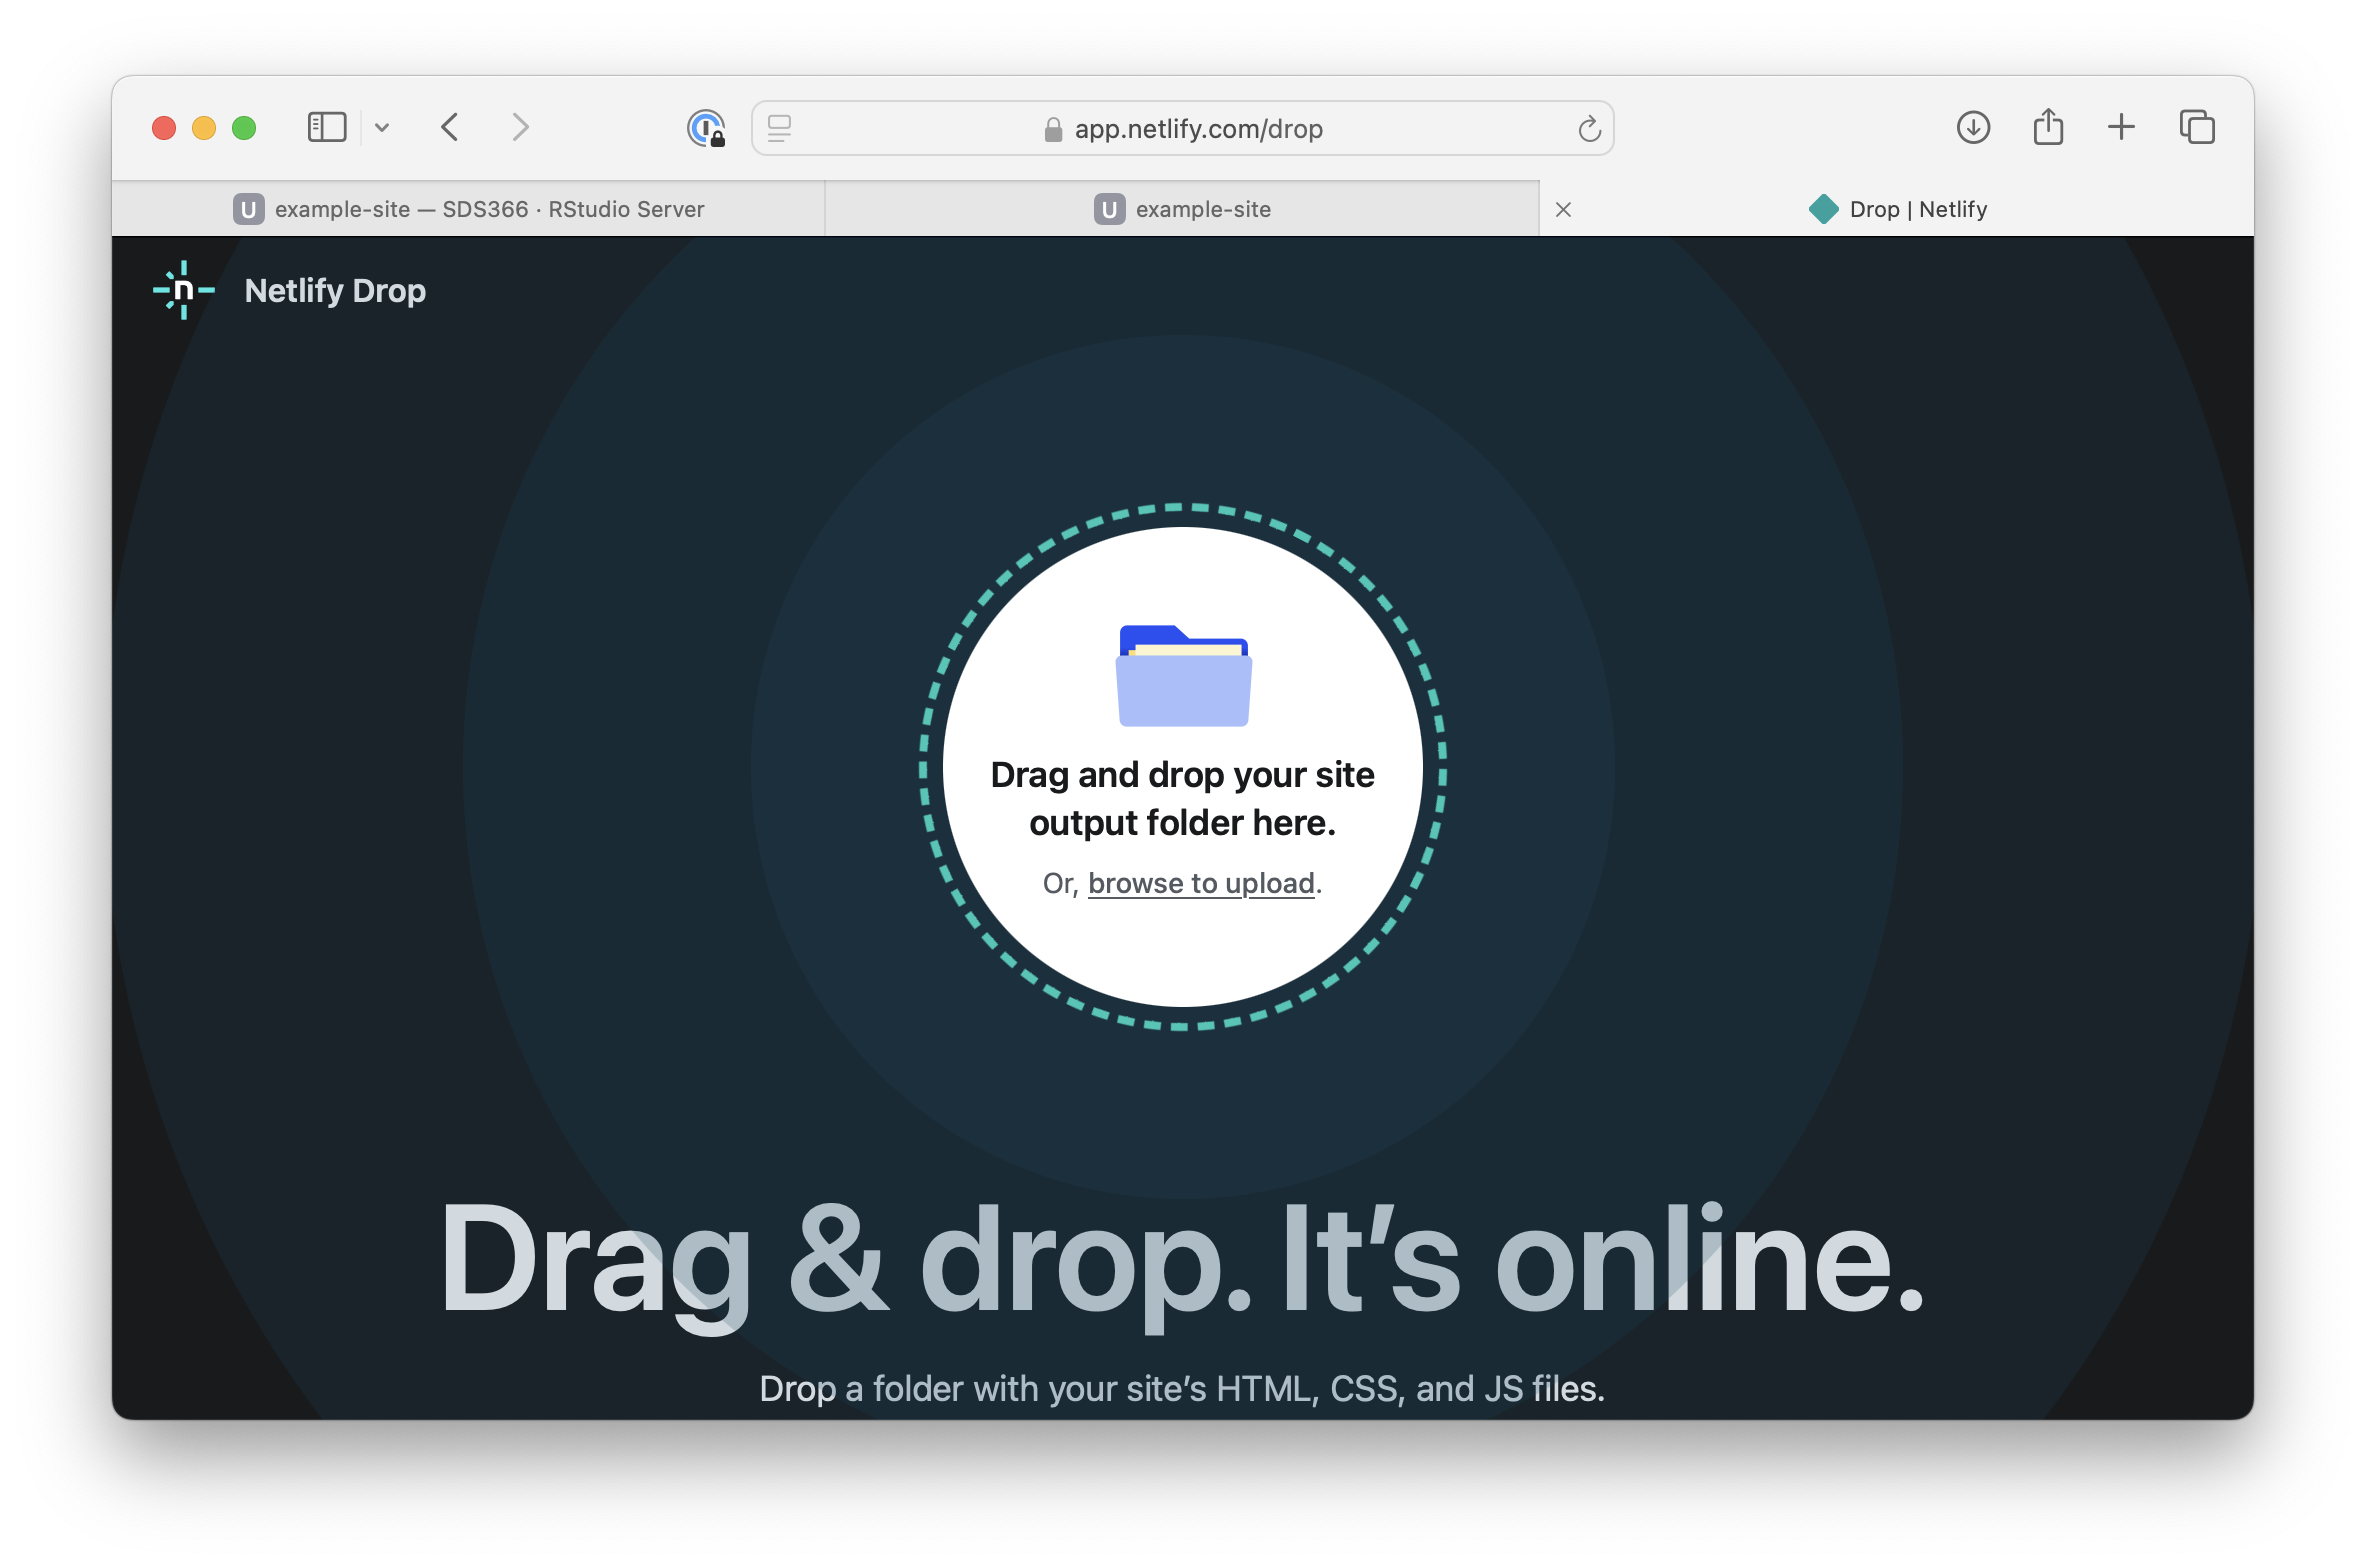 app.netlify.com/drop
U example-site — SDS366 · RStudio Server
U example-site
Drop | Netlify
n Netlify Drop
Drag and drop your site
output folder here.
Or, browse to upload.
Drag & drop. It’s online.
Drop a folder with your site’s HTML, CSS, and JS files.